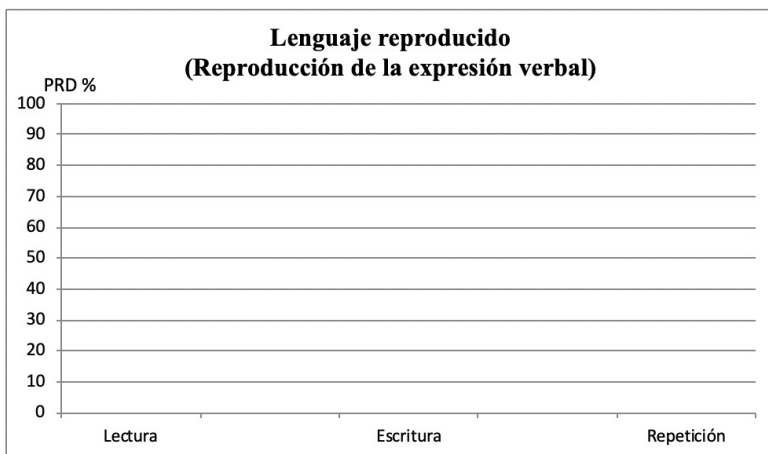 Lenguaje reproducido
(Reproducción de la expresión verbal)
PRD %
100
90
80
70
60
50
40
30
20
10
0
Lectura Escritura Repetición